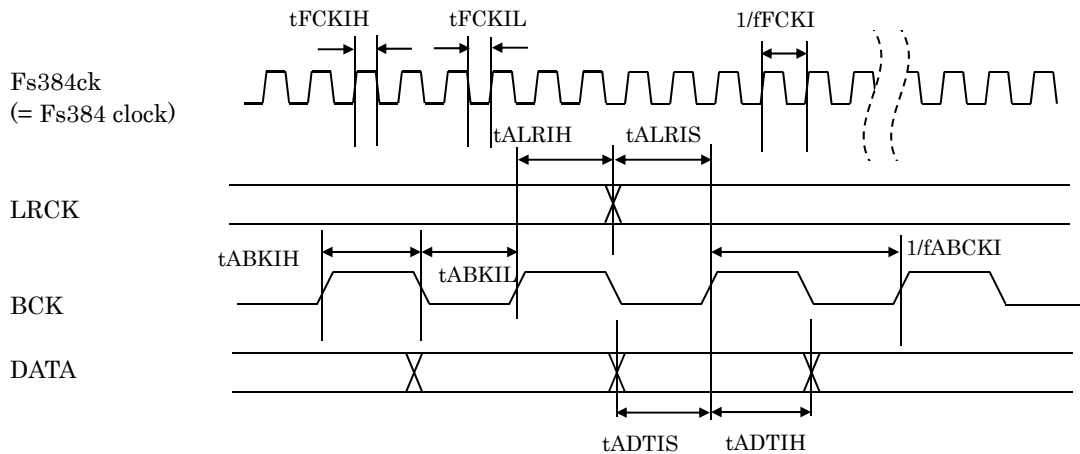 tFCKIH tFCKIL 1/fFCKI
Fs384ck
(= Fs384 clock)
tALRIH tALRIS
LRCK
tABKIH tABKIL 1/fABCKI
BCK
DATA
tADTIS tADTIH